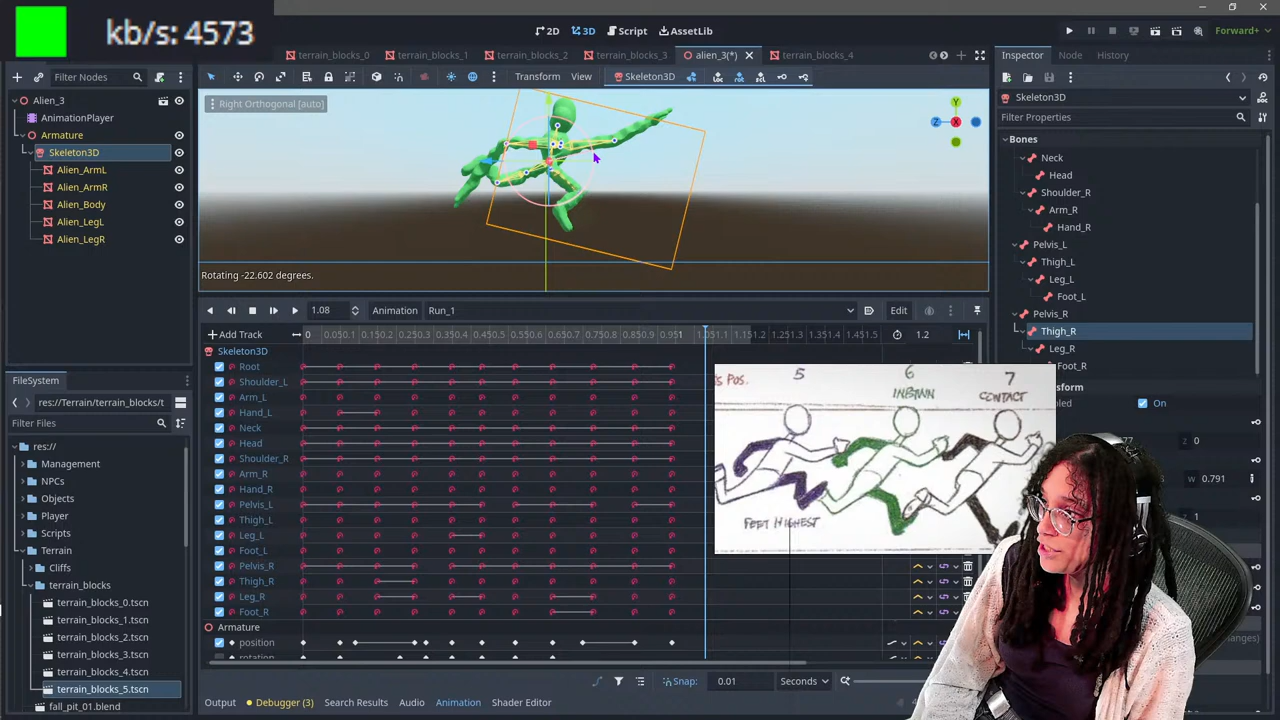 kb/s: 4573
2D
3D
Script
AssetLib
Forward+
Filter Nodes
terrain_blocks_0
terrain_blocks_1
terrain_blocks_2
terrain_blocks_3
alien_3(*)
terrain_blocks_4
Inspector
Node
History
Transform
View
Skeleton3D
Alien_3
AnimationPlayer
Armature
Skeleton3D
Alien_ArmL
Alien_ArmR
Alien_Body
Alien_LegL
Alien_LegR
Right Orthogonal [auto]
Y
Z
X
Rotating -22.602 degrees.
Skeleton3D
Filter Properties
Bones
Neck
Head
Shoulder_R
Arm_R
Hand_R
Pelvis_L
Thigh_L
Leg_L
Foot_L
Pelvis_R
Thigh_R
Leg_R
Foot_R
On
Z 0
W 0.791
1
1.08
Animation
Run_1
Edit
Add Track
1.2
Skeleton3D
Root
Shoulder_L
Arm_L
Hand_L
Neck
Head
Shoulder_R
Arm_R
Hand_R
Pelvis_L
Thigh_L
Leg_L
Foot_L
Pelvis_R
Thigh_R
Leg_R
Foot_R
Armature
position
5
6
7
INBTWN
CONTACT
FEET HIGHEST
FileSystem
res://Terrain/terrain_blocks/t
Filter Files
res://
Management
NPCs
Objects
Player
Scripts
Terrain
Cliffs
terrain_blocks
terrain_blocks_0.tscn
terrain_blocks_1.tscn
terrain_blocks_2.tscn
terrain_blocks_3.tscn
terrain_blocks_4.tscn
terrain_blocks_5.tscn
fall_pit_01.blend
Snap:
0.01
Seconds
Output
Debugger (3)
Search Results
Audio
Animation
Shader Editor